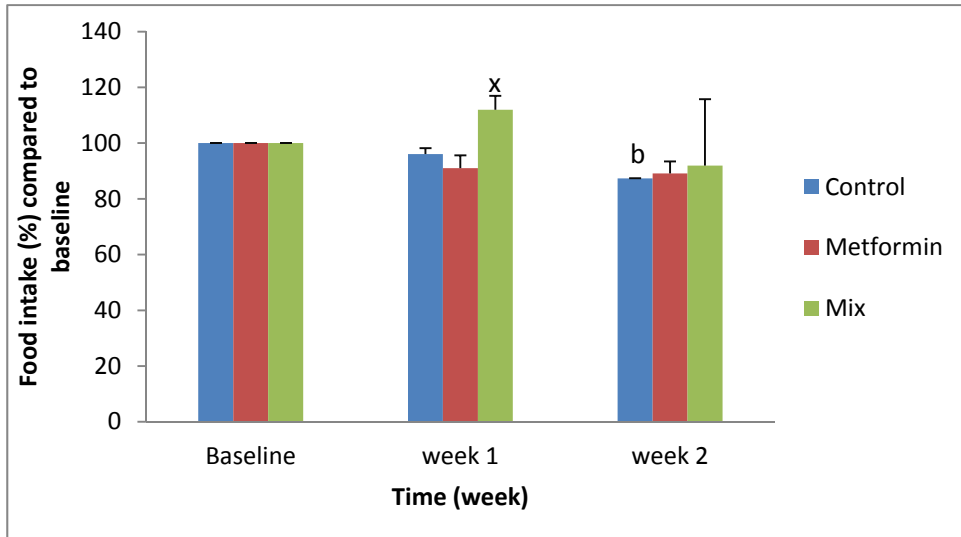 140
120
100
80
60
40
20
0
Food intake (%) compared to
baseline
x
b
Baseline week 1 week 2
Time (week)
Control
Metformin
Mix